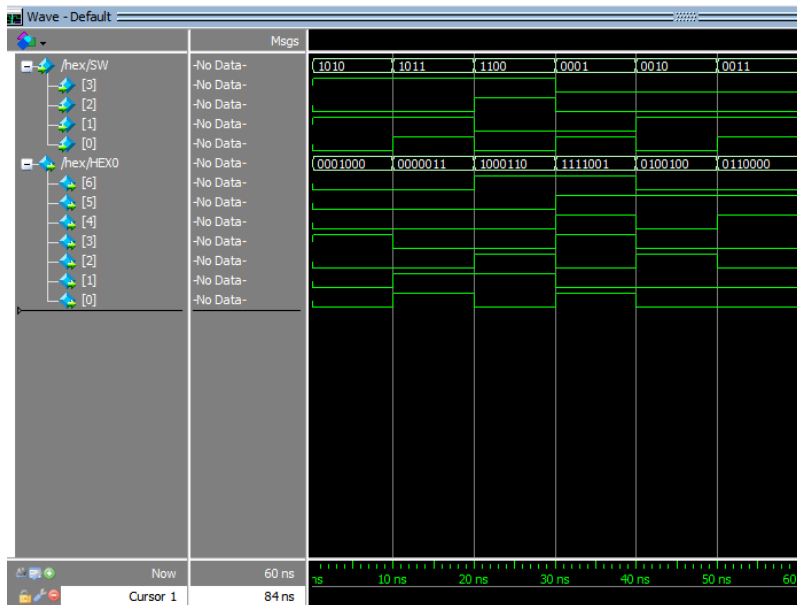 Wave - Default
Msgs
/hex/SW -No Data- 1010 1011 1100 0001 0010 0011
[3] -No Data-
[2] -No Data-
[1] -No Data-
[0] -No Data-
/hex/HEX0 -No Data- 0001000 0000011 1000110 1111001 0100100 0110000
[6] -No Data-
[5] -No Data-
[4] -No Data-
[3] -No Data-
[2] -No Data-
[1] -No Data-
[0] -No Data-
Now 60 ns ns 10 ns 20 ns 30 ns 40 ns 50 ns 60
Cursor 1 84 ns